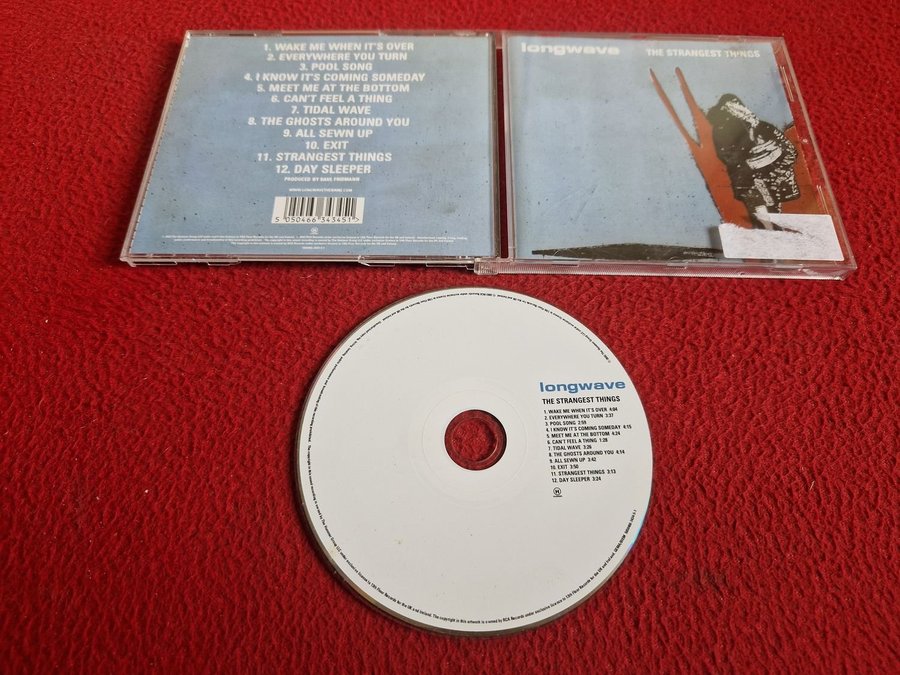 1. WAKE ME WHEN IT'S OVER
2. EVERYWHERE YOU TURN
3. POOL SONG
4. I KNOW IT'S COMING SOMEDAY
5. MEET ME AT THE BOTTOM
6. CAN'T FEEL A THING
7. TIDAL WAVE
8. THE GHOSTS AROUND YOU
9. ALL SEWN UP
10. EXIT
11. STRANGEST THINGS
12. DAY SLEEPER
PRODUCED BY DAVE FRIDMANN
WWW.LONGWAVETHEBAND.COM
5 050466 343451
longwave
THE STRANGEST THINGS
longwave
THE STRANGEST THINGS
1. WAKE ME WHEN IT'S OVER 4:04
2. EVERYWHERE YOU TURN 3:37
3. POOL SONG 2:59
4. I KNOW IT'S COMING SOMEDAY 4:15
5. MEET ME AT THE BOTTOM 4:24
6. CAN'T FEEL A THING 1:28
7. TIDAL WAVE 3:26
8. THE GHOSTS AROUND YOU 4:14
9. ALL SEWN UP 3:42
10. EXIT 3:50
11. STRANGEST THINGS 3:13
12. DAY SLEEPER 3:24